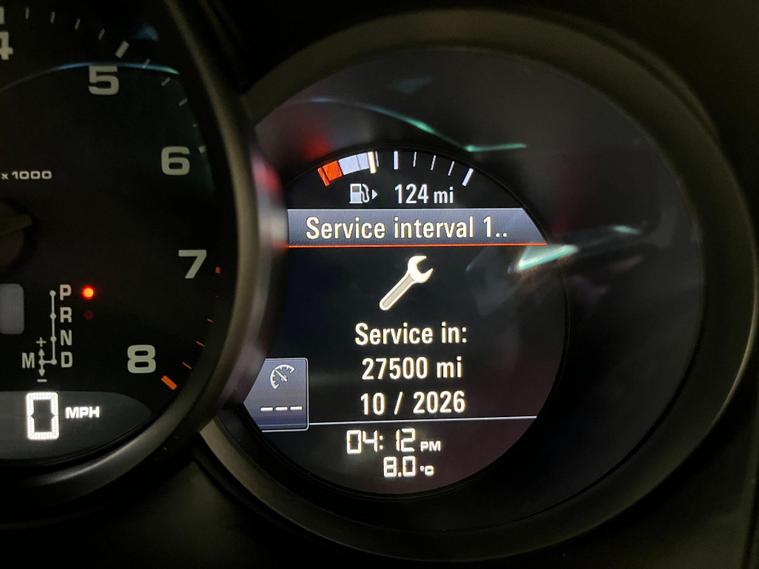 4
5
6
x1000
7
8
P
R
N
M D
+
−
0 MPH
124 mi
Service interval 1..
Service in:
27500 mi
10 / 2026
---
04:12 PM
8.0 °C